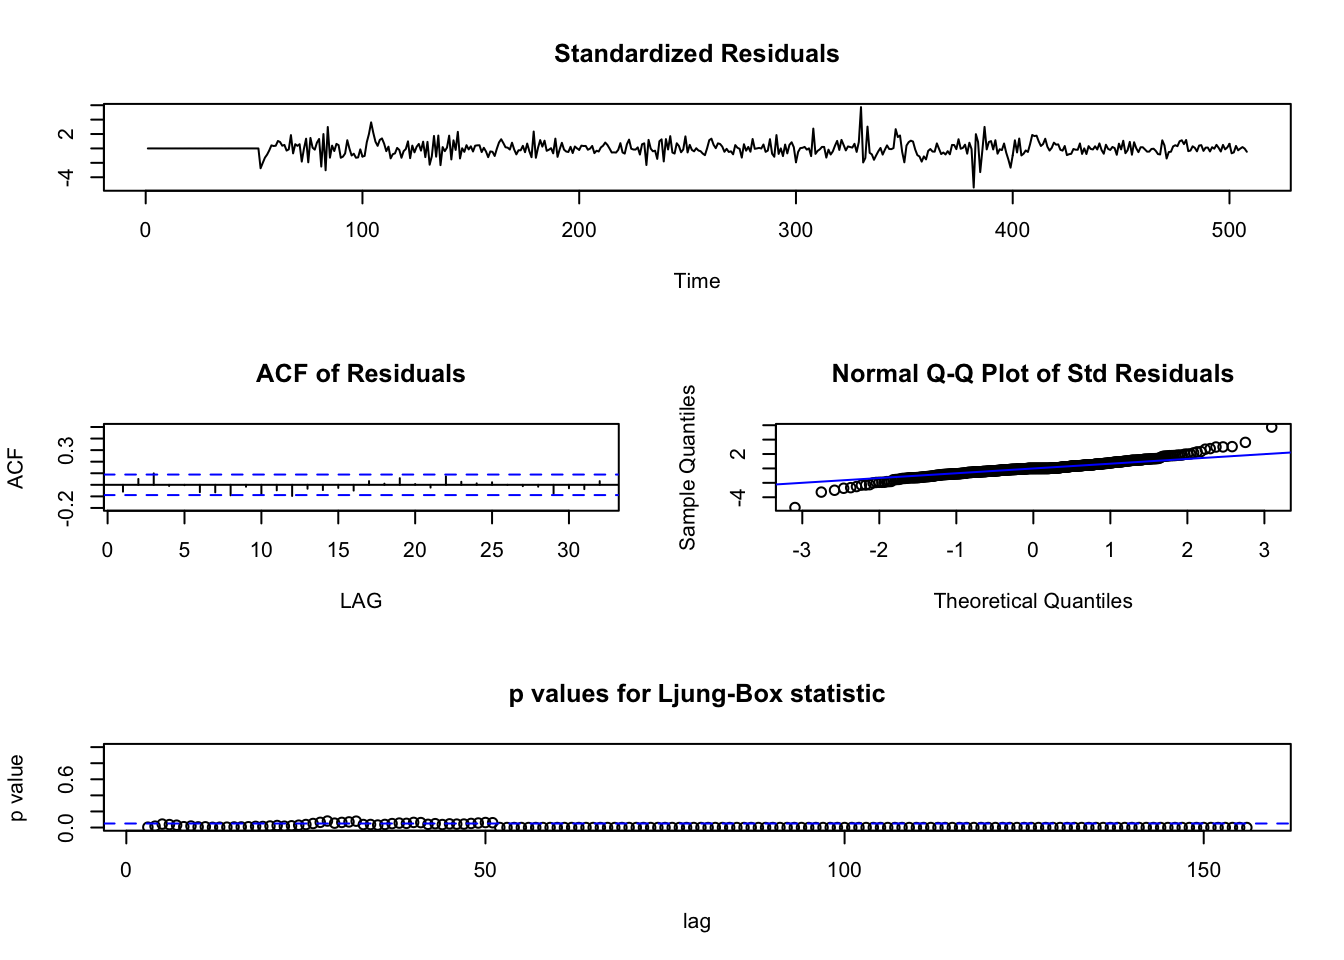 Standardized Residuals
2
-4
0 100 200 300 400 500
Time
ACF of Residuals
ACF
0.3
-0.2
0 5 10 15 20 25 30
LAG
Normal Q-Q Plot of Std Residuals
Sample Quantiles
2
-4
-3 -2 -1 0 1 2 3
Theoretical Quantiles
p values for Ljung-Box statistic
p value
0.6
0.0
0 50 100 150
lag